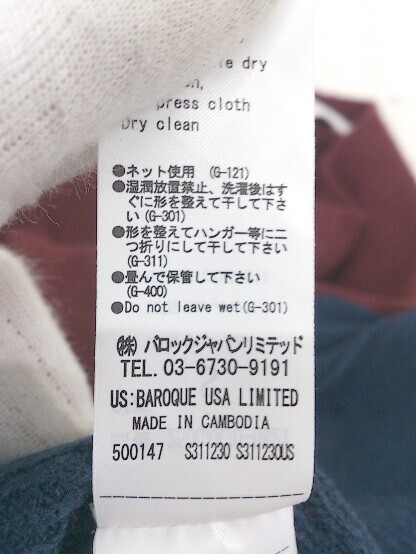 dry
press cloth
Dry clean
●ネット使用 (G-121)
●湿潤放置禁止、洗濯後はす
ぐに形を整えて干して下さ
い(G-301)
●形を整えてハンガー等に二
つ折りにして干して下さい
(G-311)
●畳んで保管して下さい
(G-400)
●Do not leave wet(G-301)
㈱ バロックジャパンリミテッド
TEL. 03-6730-9191
US:BAROQUE USA LIMITED
MADE IN CAMBODIA
500147 S311230 S311230US